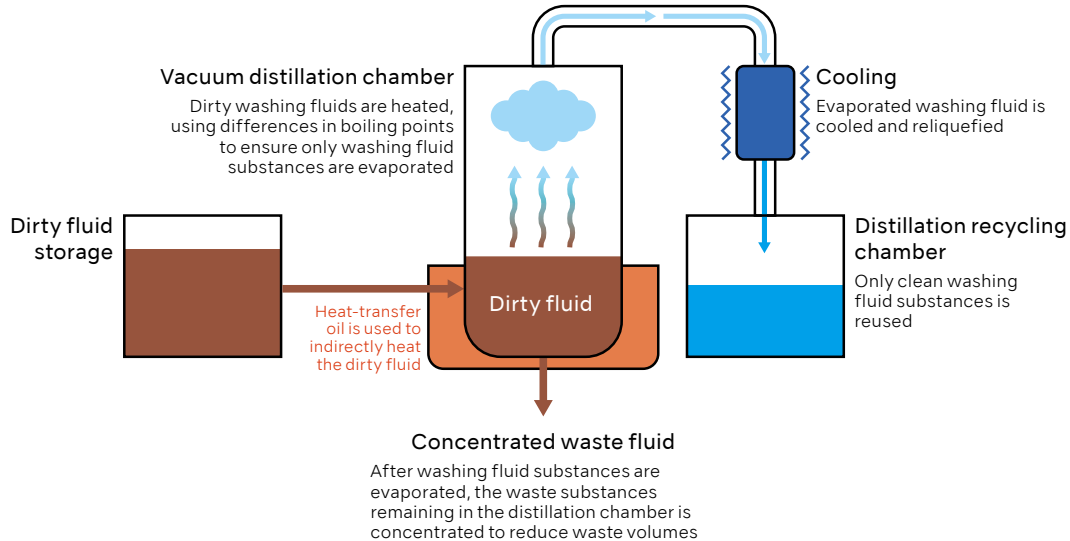 Vacuum distillation chamber
Dirty washing fluids are heated,
using differences in boiling points
to ensure only washing fluid
substances are evaporated
Cooling
Evaporated washing fluid is
cooled and reliquefied
Dirty fluid
storage
Heat-transfer
oil is used to
indirectly heat
the dirty fluid
Dirty fluid
Distillation recycling
chamber
Only clean washing
fluid substances is
reused
Concentrated waste fluid
After washing fluid substances are
evaporated, the waste substances
remaining in the distillation chamber is
concentrated to reduce waste volumes